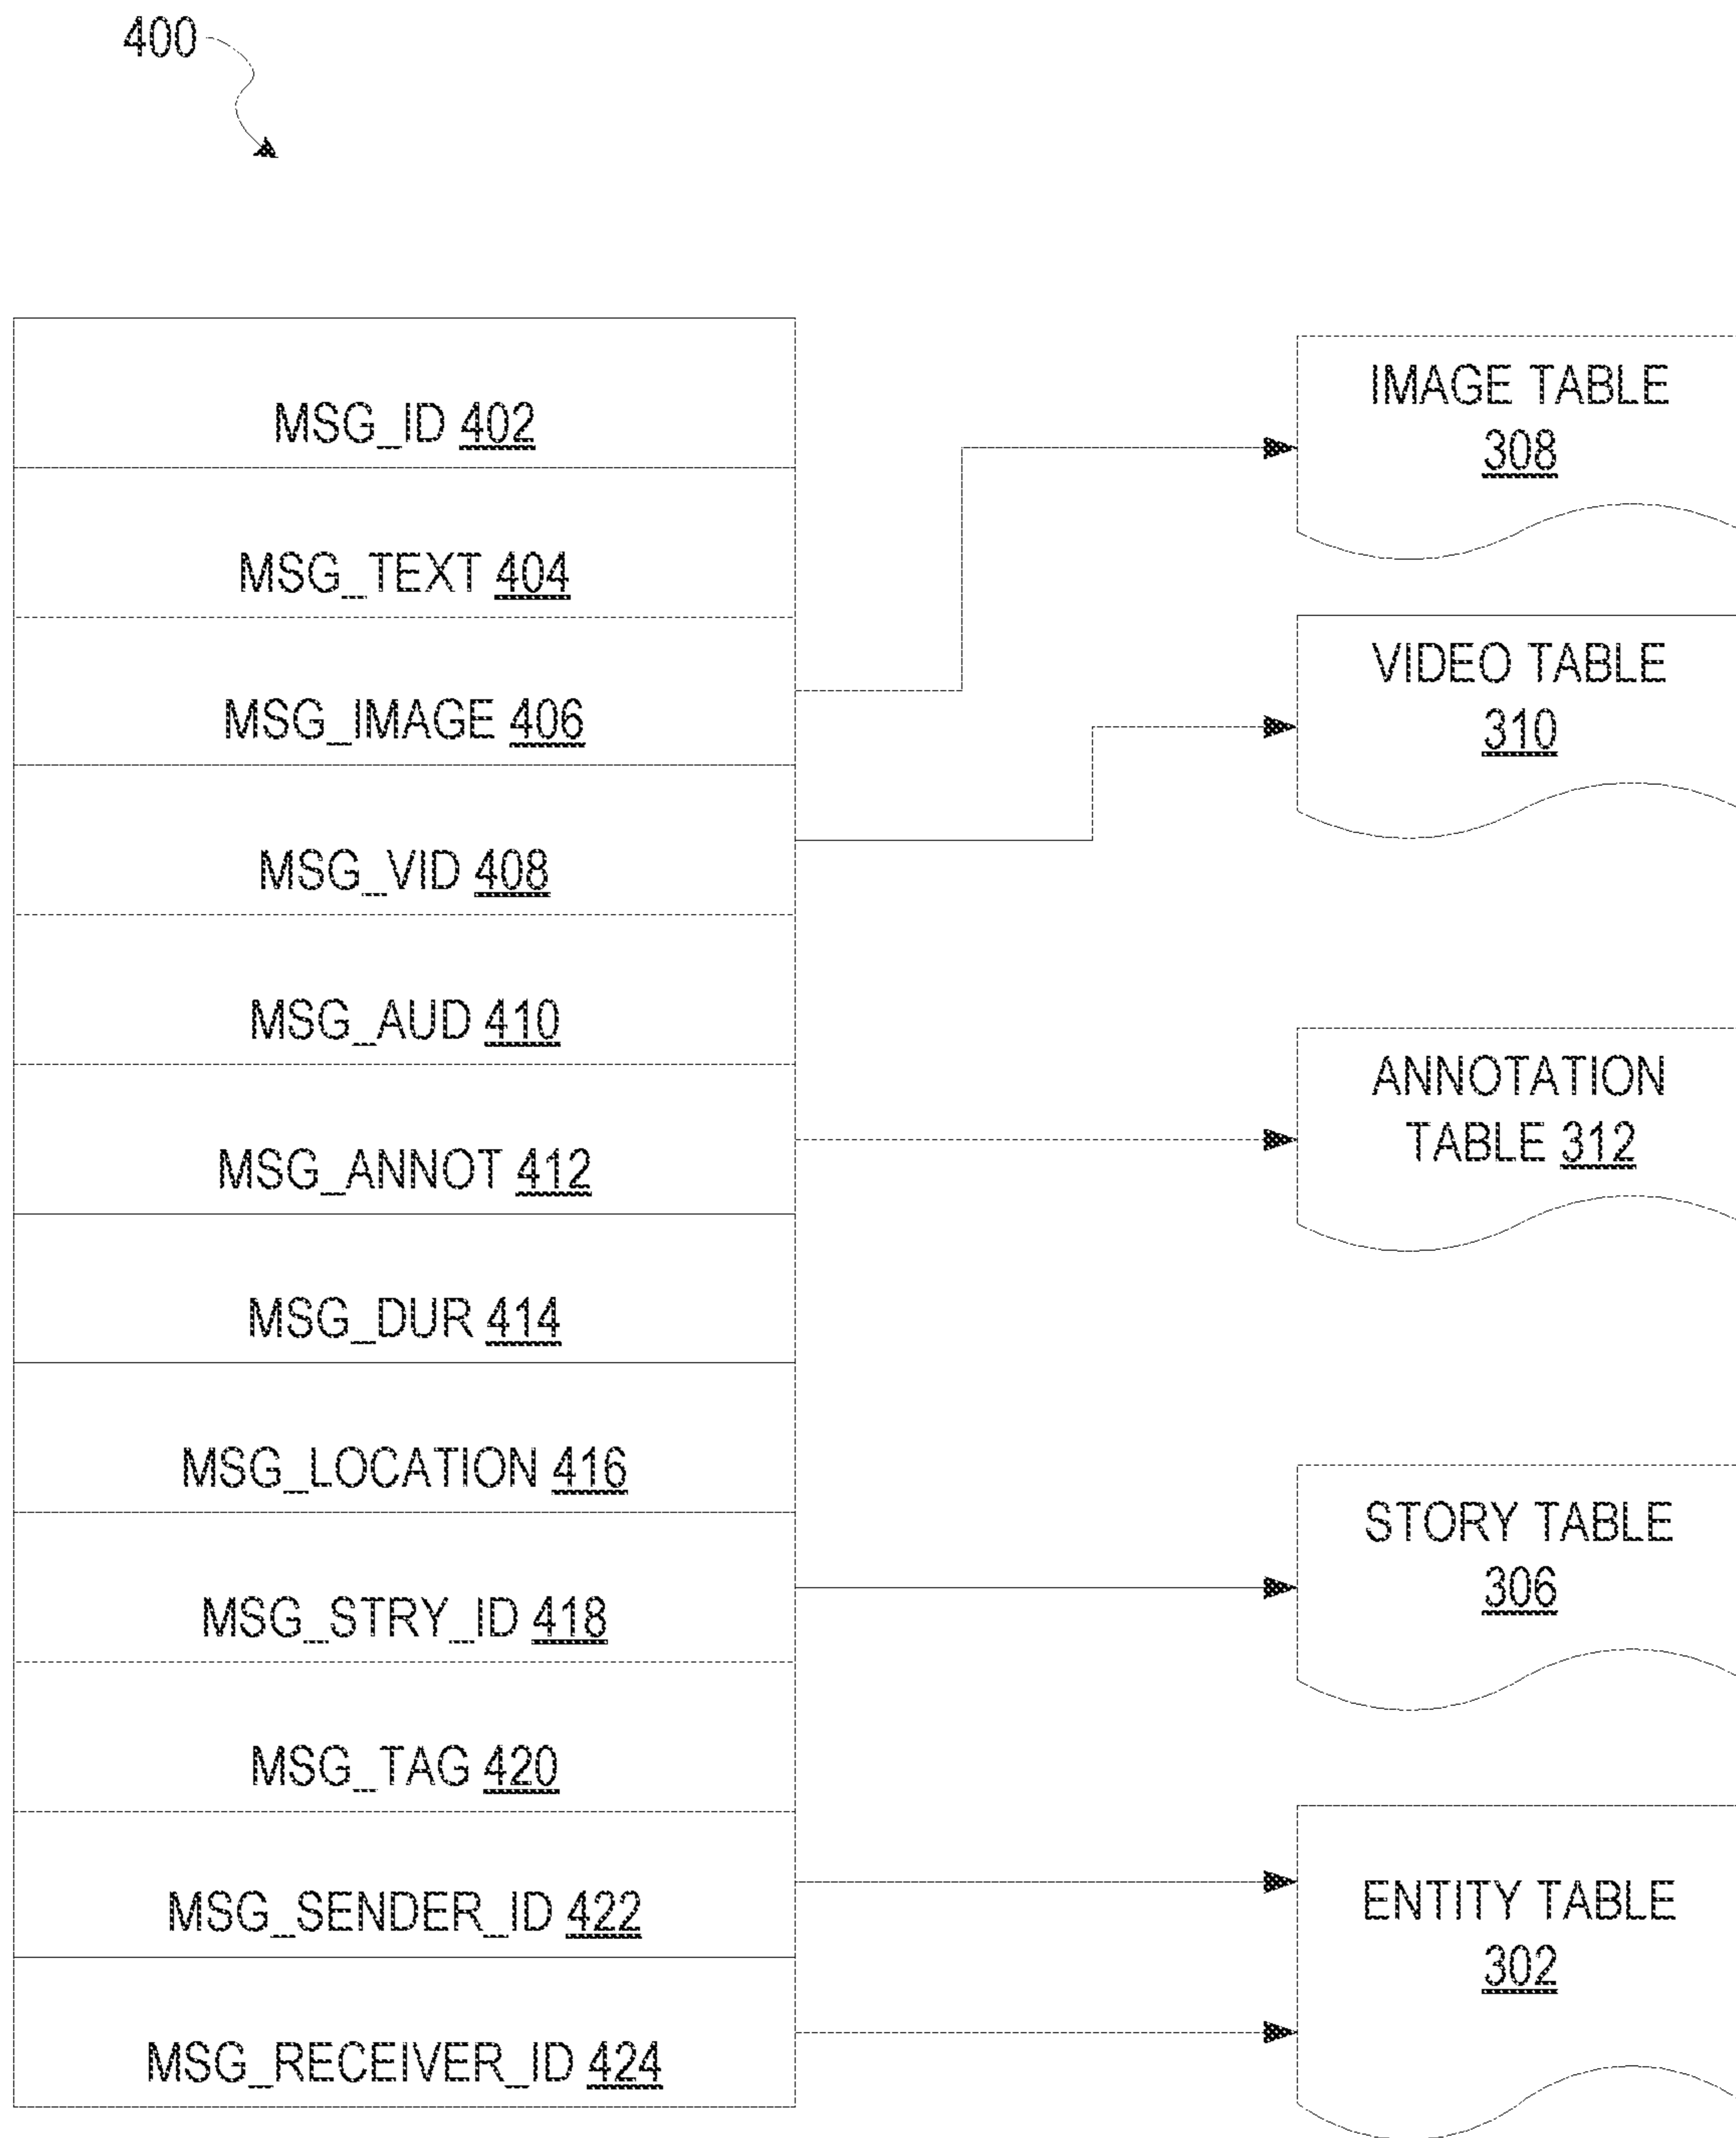 400
MSG_ID 402
MSG_TEXT 404
MSG_IMAGE 406
MSG_VID 408
MSG_AUD 410
MSG_ANNOT 412
MSG_DUR 414
MSG_LOCATION 416
MSG_STRY_ID 418
MSG_TAG 420
MSG_SENDER_ID 422
MSG_RECEIVER_ID 424
IMAGE TABLE
308
VIDEO TABLE
310
ANNOTATION
TABLE 312
STORY TABLE
306
ENTITY TABLE
302